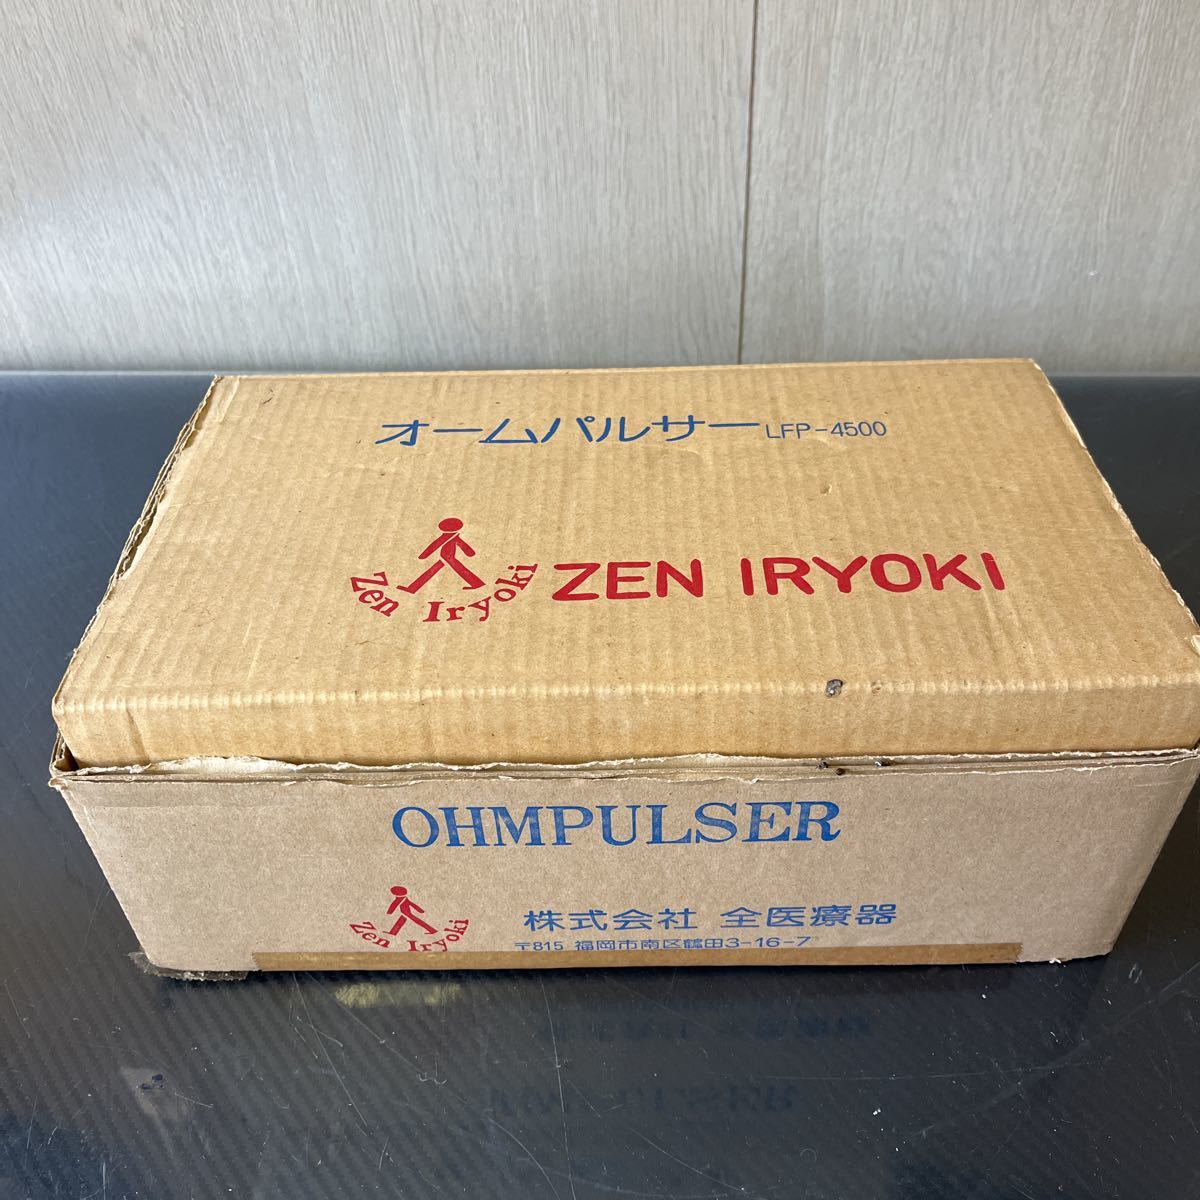 オームパルサー LFP-4500
Zen Iryoki
ZEN IRYOKI
OHMPULSER
Zen Iryoki
株式会社 全医療器
〒815 福岡市南区鶴田3-16-7